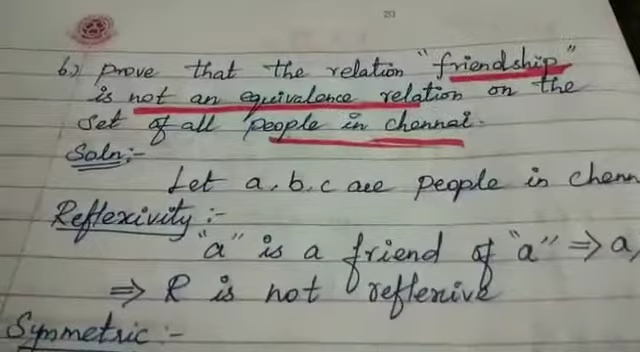 20
6.) Prove that the relation "friendship"
is not an equivalence relation on the
set of all people in chennai.
Soln:-
Let a, b, c are people in chenn
Reflexivity :-
"a" is a friend of "a" ⇒ a,
⇒ R is not reflexive
Symmetric :-